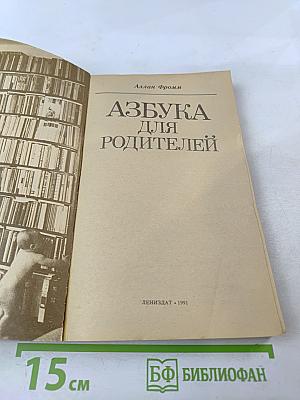 Аллан Фромм
АЗБУКА
ДЛЯ
РОДИТЕЛЕЙ
ЛЕНИЗДАТ • 1991
15 см
БФ БИБЛИОФАН